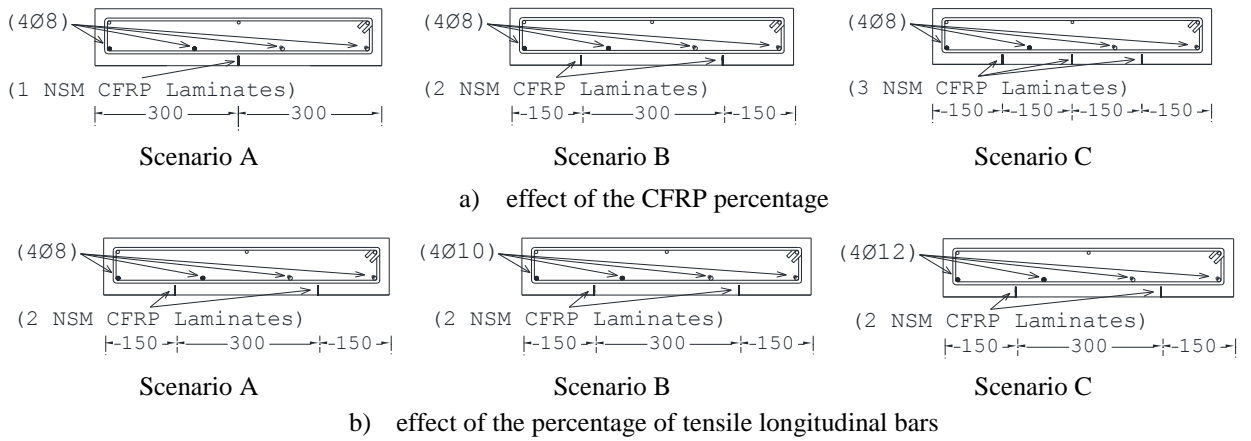 (4Ø8) (4Ø8) (4Ø8)
(1 NSM CFRP Laminates) (2 NSM CFRP Laminates) (3 NSM CFRP Laminates)
300 300 150 300 150 150 150 150 150
Scenario A Scenario B Scenario C
a) effect of the CFRP percentage
(4Ø8) (4Ø10) (4Ø12)
(2 NSM CFRP Laminates) (2 NSM CFRP Laminates) (2 NSM CFRP Laminates)
150 300 150 150 300 150 150 300 150
Scenario A Scenario B Scenario C
b) effect of the percentage of tensile longitudinal bars